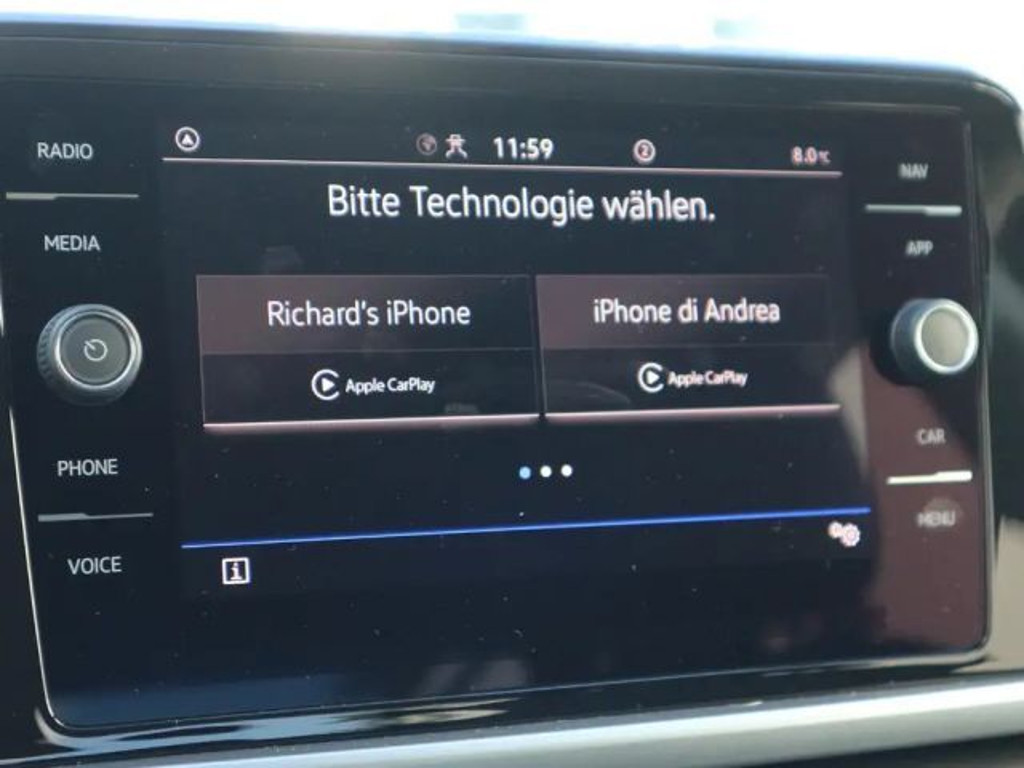 RADIO
MEDIA
PHONE
VOICE
11:59
2
8.0°C
Bitte Technologie wählen.
Richard's iPhone
Apple CarPlay
iPhone di Andrea
Apple CarPlay
i
NAV
APP
CAR
MENU